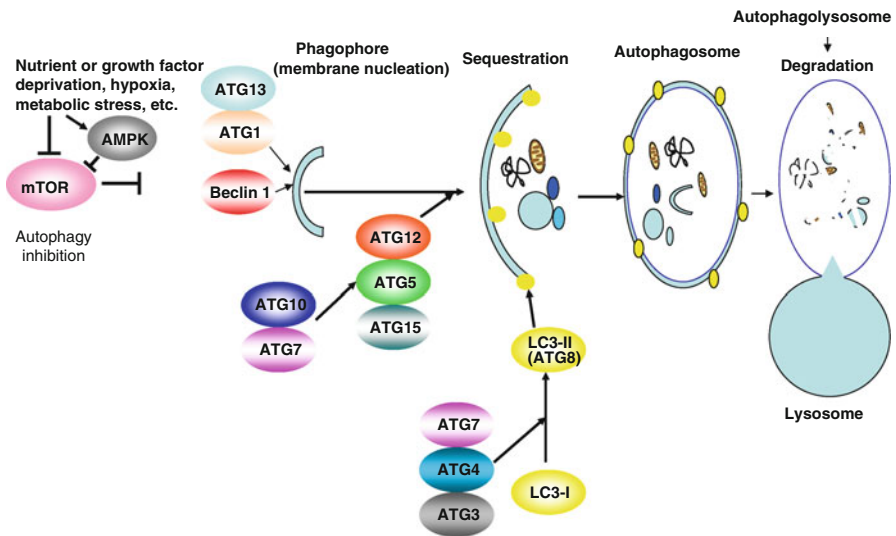 Autophagolysosome
Phagophore
(membrane nucleation)
Sequestration
Autophagosome
Degradation
Nutrient or growth factor
deprivation, hypoxia,
metabolic stress, etc.
ATG13
ATG1
AMPK
mTOR
Beclin 1
Autophagy
inhibition
ATG12
ATG5
ATG15
ATG10
ATG7
LC3-II
(ATG8)
Lysosome
ATG7
ATG4
ATG3
LC3-I